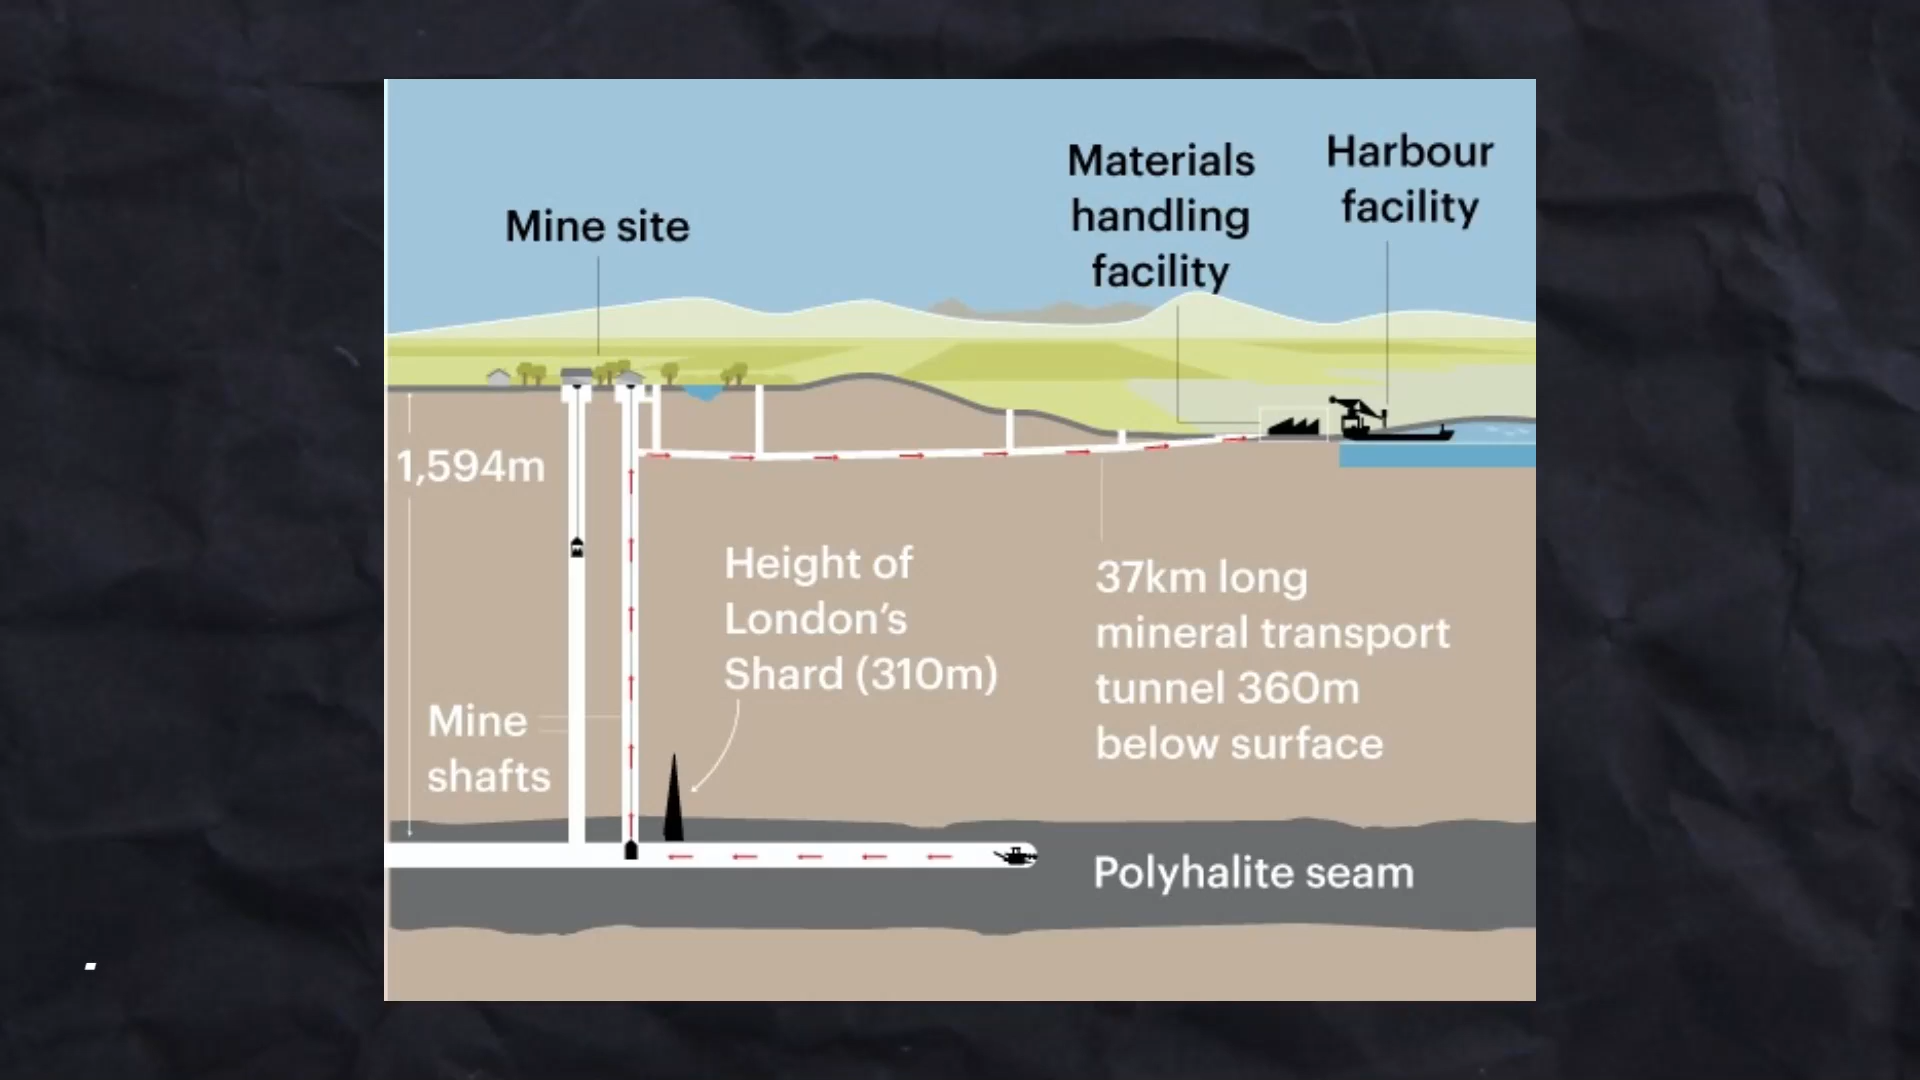 Mine site
Materials
handling
facility
Harbour
facility
1,594m
Height of
London's
Shard (310m)
37km long
mineral transport
tunnel 360m
below surface
Mine
shafts
Polyhalite seam